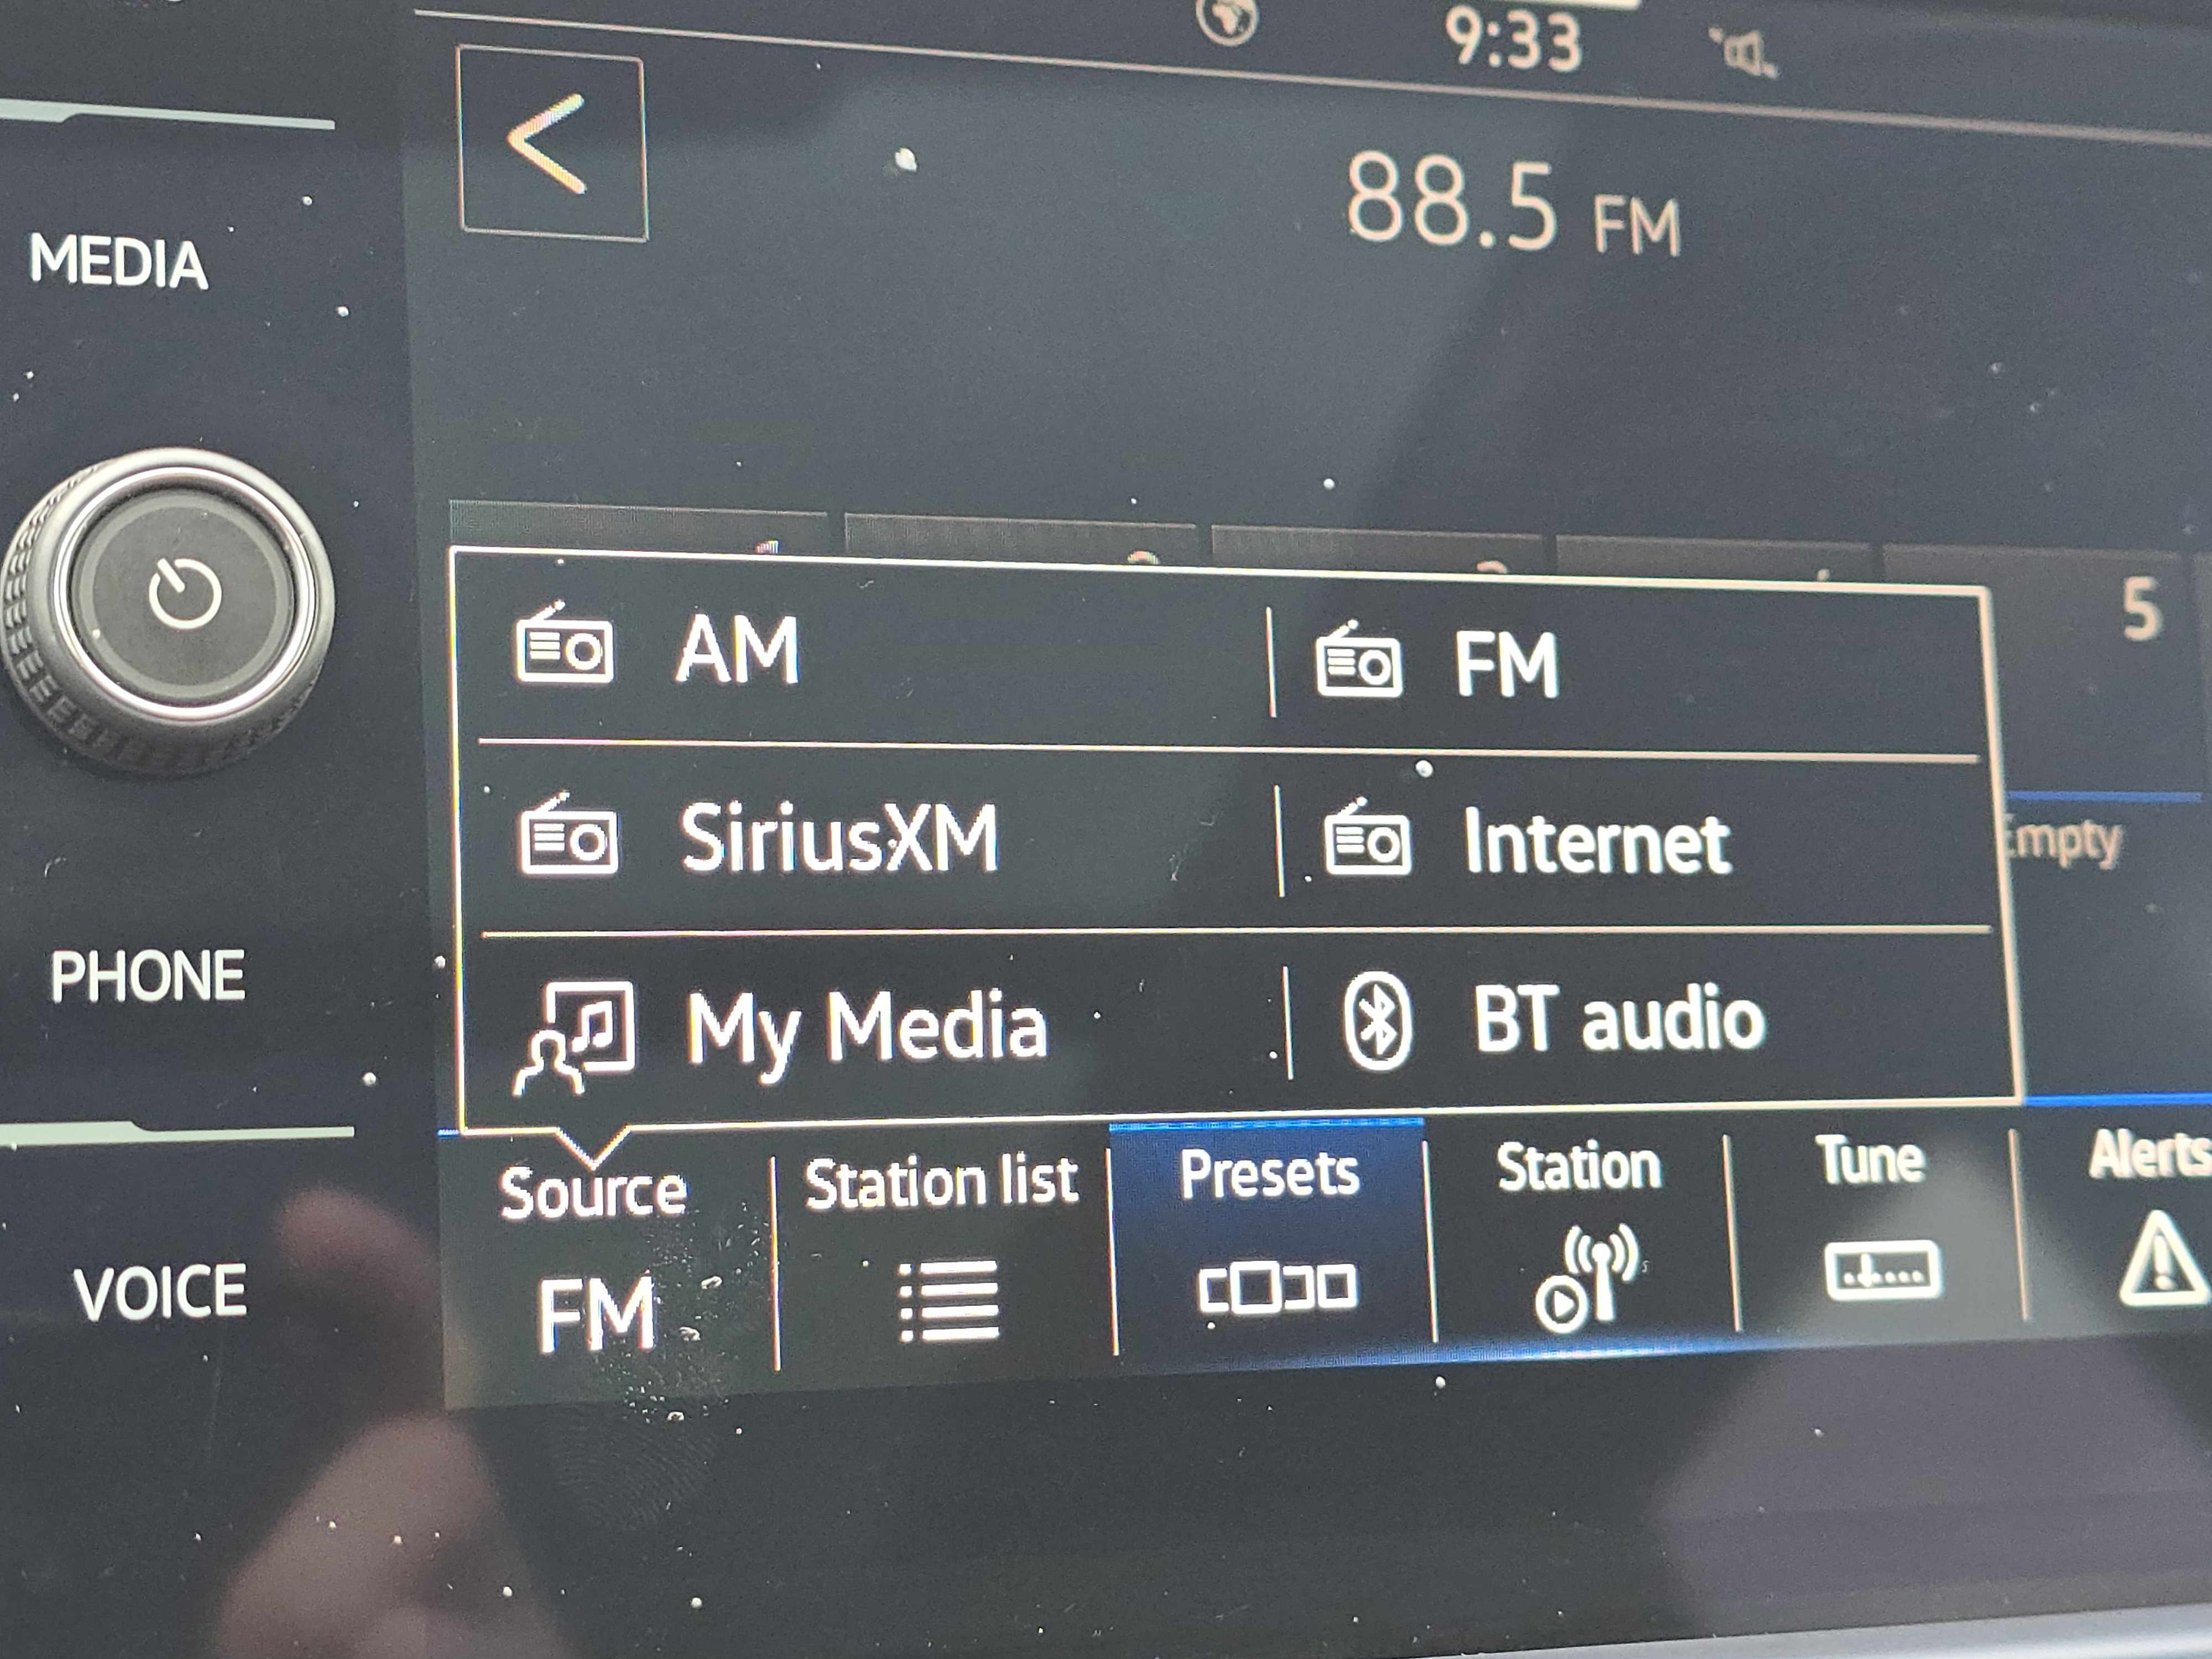 9:33
88.5 FM
MEDIA
5
AM
FM
SiriusXM
Internet
Empty
PHONE
My Media
BT audio
Source
Station list
Presets
Station
Tune
Alerts
VOICE
FM